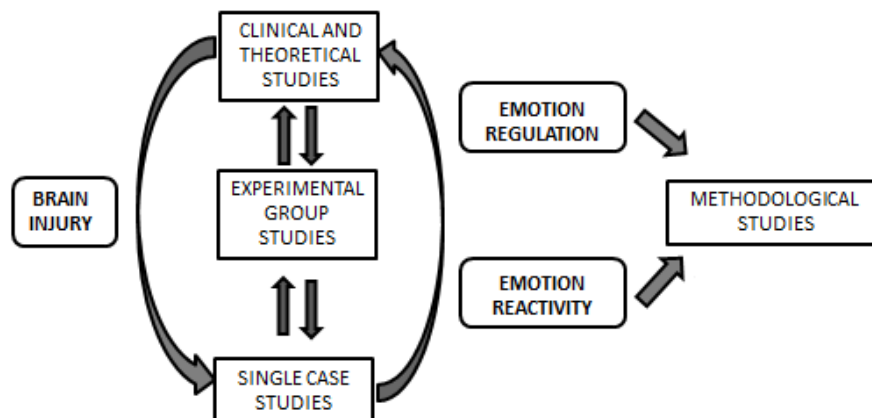 CLINICAL AND
THEORETICAL
STUDIES
BRAIN
INJURY
EXPERIMENTAL
GROUP
STUDIES
SINGLE CASE
STUDIES
EMOTION
REGULATION
EMOTION
REACTIVITY
METHODOLOGICAL
STUDIES